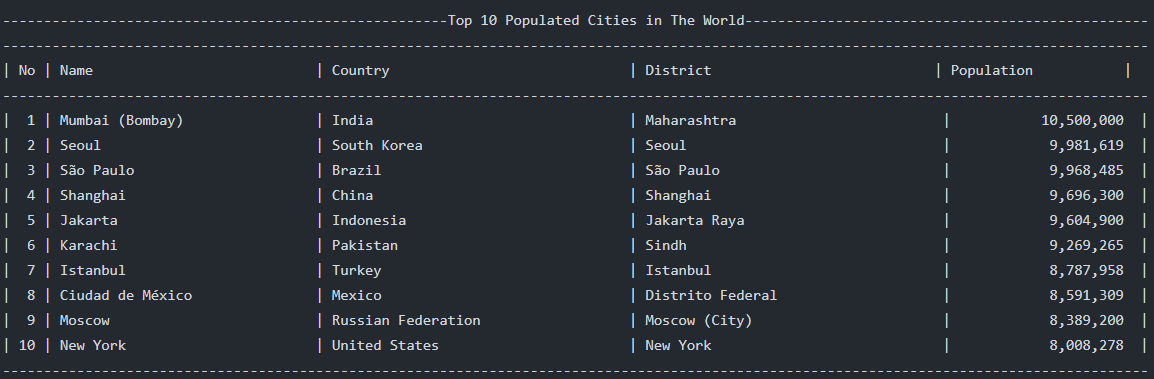 ------------------------------------------------------Top 10 Populated Cities in The World-------------------------------------------------
-------------------------------------------------------------------------------------------------------------------------------------------
| No | Name                          | Country                             | District                           | Population           |
-------------------------------------------------------------------------------------------------------------------------------------------
|  1 | Mumbai (Bombay)               | India                               | Maharashtra                         |           10,500,000  |
|  2 | Seoul                         | South Korea                         | Seoul                               |            9,981,619  |
|  3 | São Paulo                     | Brazil                              | São Paulo                           |            9,968,485  |
|  4 | Shanghai                      | China                               | Shanghai                            |            9,696,300  |
|  5 | Jakarta                       | Indonesia                           | Jakarta Raya                        |            9,604,900  |
|  6 | Karachi                       | Pakistan                            | Sindh                               |            9,269,265  |
|  7 | Istanbul                      | Turkey                              | Istanbul                            |            8,787,958  |
|  8 | Ciudad de México              | Mexico                              | Distrito Federal                    |            8,591,309  |
|  9 | Moscow                        | Russian Federation                  | Moscow (City)                       |            8,389,200  |
| 10 | New York                      | United States                       | New York                            |            8,008,278  |
-------------------------------------------------------------------------------------------------------------------------------------------